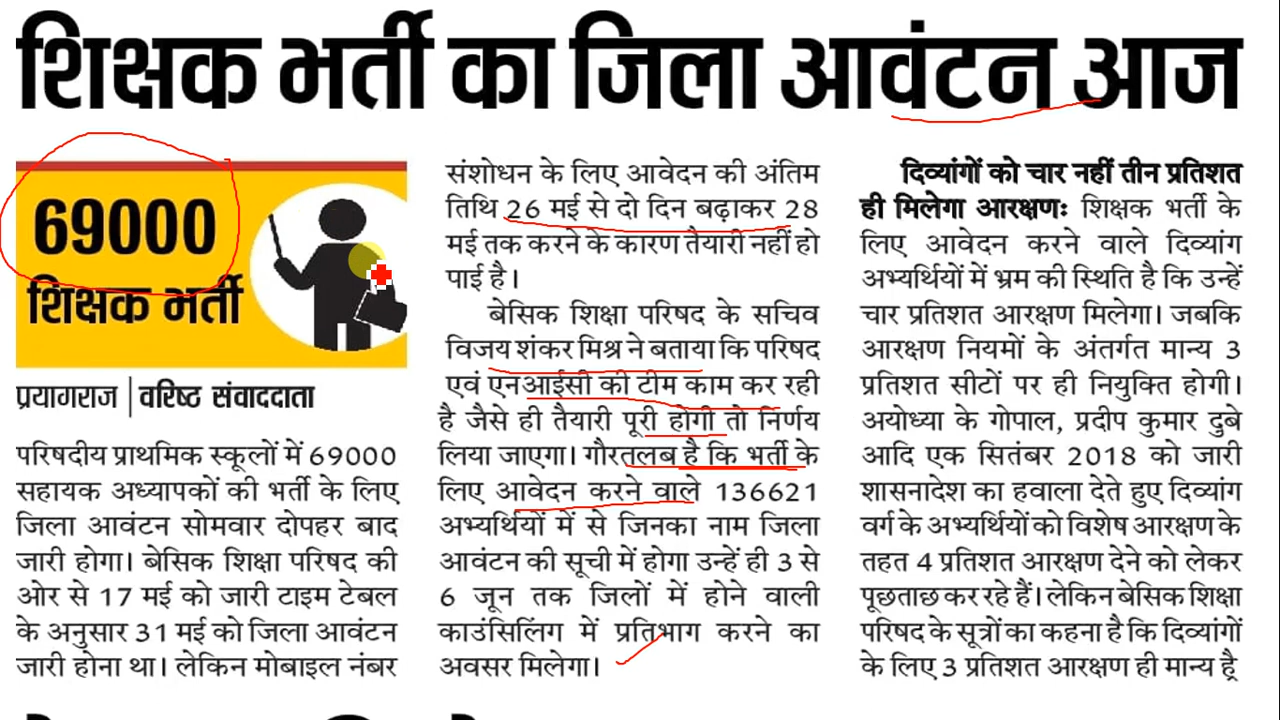 शिक्षक भर्ती का जिला आवंटन आज
69000
शिक्षक भर्ती
प्रयागराज | वरिष्ठ संवाददाता
परिषदीय प्राथमिक स्कूलों में 69000
सहायक अध्यापकों की भर्ती के लिए
जिला आवंटन सोमवार दोपहर बाद
जारी होगा। बेसिक शिक्षा परिषद की
ओर से 17 मई को जारी टाइम टेबल
के अनुसार 31 मई को जिला आवंटन
जारी होना था। लेकिन मोबाइल नंबर
संशोधन के लिए आवेदन की अंतिम
तिथि 26 मई से दो दिन बढ़ाकर 28
मई तक करने के कारण तैयारी नहीं हो
पाई है।
बेसिक शिक्षा परिषद के सचिव
विजय शंकर मिश्र ने बताया कि परिषद
एवं एनआईसी की टीम काम कर रही
है जैसे ही तैयारी पूरी होगी तो निर्णय
लिया जाएगा। गौरतलब है कि भर्ती के
लिए आवेदन करने वाले 136621
अभ्यर्थियों में से जिनका नाम जिला
आवंटन की सूची में होगा उन्हें ही 3 से
6 जून तक जिलों में होने वाली
काउंसिलिंग में प्रतिभाग करने का
अवसर मिलेगा।
दिव्यांगों को चार नहीं तीन प्रतिशत
ही मिलेगा आरक्षण: शिक्षक भर्ती के
लिए आवेदन करने वाले दिव्यांग
अभ्यर्थियों में भ्रम की स्थिति है कि उन्हें
चार प्रतिशत आरक्षण मिलेगा। जबकि
आरक्षण नियमों के अंतर्गत मान्य 3
प्रतिशत सीटों पर ही नियुक्ति होगी।
अयोध्या के गोपाल, प्रदीप कुमार दुबे
आदि एक सितंबर 2018 को जारी
शासनादेश का हवाला देते हुए दिव्यांग
वर्ग के अभ्यर्थियों को विशेष आरक्षण के
तहत 4 प्रतिशत आरक्षण देने को लेकर
पूछताछ कर रहे हैं। लेकिन बेसिक शिक्षा
परिषद के सूत्रों का कहना है कि दिव्यांगों
के लिए 3 प्रतिशत आरक्षण ही मान्य है